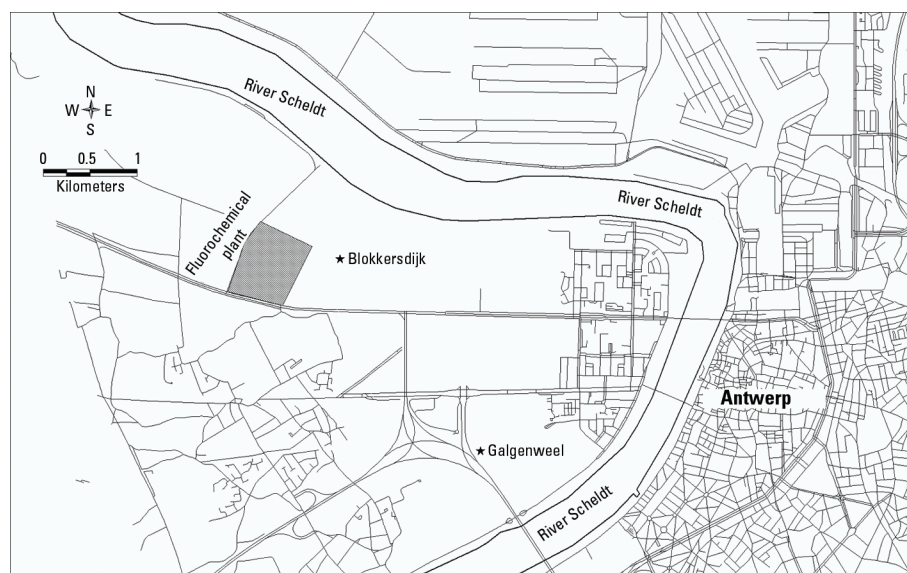 River Scheldt
N
W E
S
0 0.5 1
Kilometers
River Scheldt
Fluorochemical
plant
Blokkersdijk
Antwerp
Galgenweel
River Scheldt